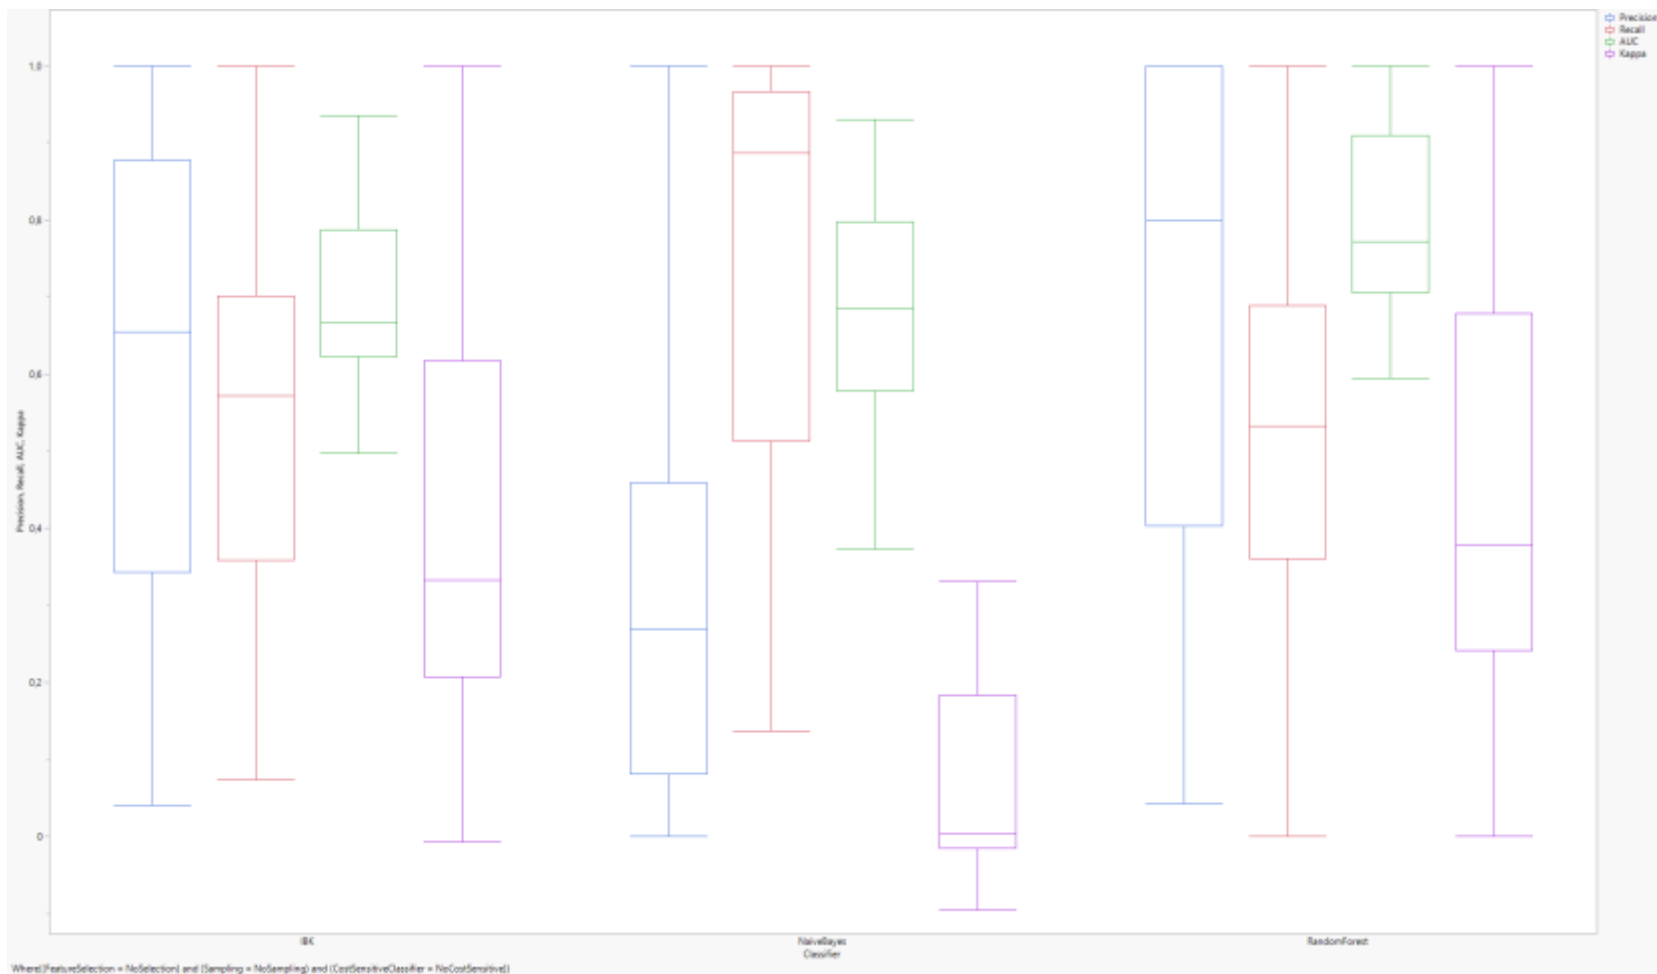 Precision
Recall
AUC
Kappa
1,0
0,8
0,6
0,4
0,2
0
Precision, Recall, AUC, Kappa
IBK
NaiveBayes
RandomForest
Classifier
Where((FeatureSelection = NoSelection) and (Sampling = NoSampling) and (CostSensitiveClassifier = NoCostSensitive))